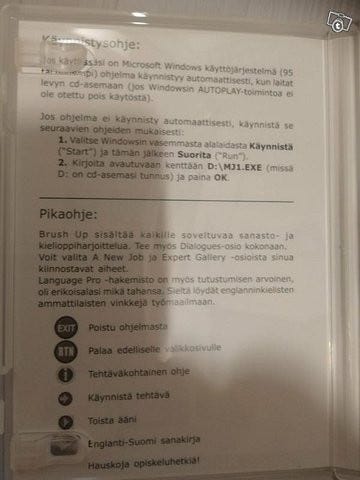 Käynnistysohje:
Jos käytössäsi on Microsoft Windows käyttöjärjestelmä (95
tai uudempi) ohjelma käynnistyy automaattisesti, kun laitat
levyn cd-asemaan (jos Windowsin AUTOPLAY-toimintoa ei
ole otettu pois käytöstä).
Jos ohjelma ei käynnisty automaattisesti, käynnistä se
seuraavien ohjeiden mukaisesti:
1. Valitse Windowsin vasemmasta alalaidasta Käynnistä
("Start") ja tämän jälkeen Suorita ("Run").
2. Kirjoita avautuvaan kenttään D:\MJ1.EXE (missä
D: on cd-asemasi tunnus) ja paina OK.
Pikaohje:
Brush Up sisältää kaikille soveltuvaa sanasto- ja
kielioppiharjoittelua. Tee myös Dialogues-osio kokonaan.
Voit valita A New Job ja Expert Gallery -osioista sinua
kiinnostavat aiheet.
Language Pro -hakemisto on myös tutustumisen arvoinen,
oli erikoisalasi mikä tahansa. Sieltä löydät englanninkielisten
ammattilaisten vinkkejä työmaailmaan.
EXIT Poistu ohjelmasta
BTN Palaa edelliselle valikkosivulle
Tehtäväkohtainen ohje
Käynnistä tehtävä
Toista ääni
Englanti-Suomi sanakirja
Hauskoja opiskeluhetkiä!